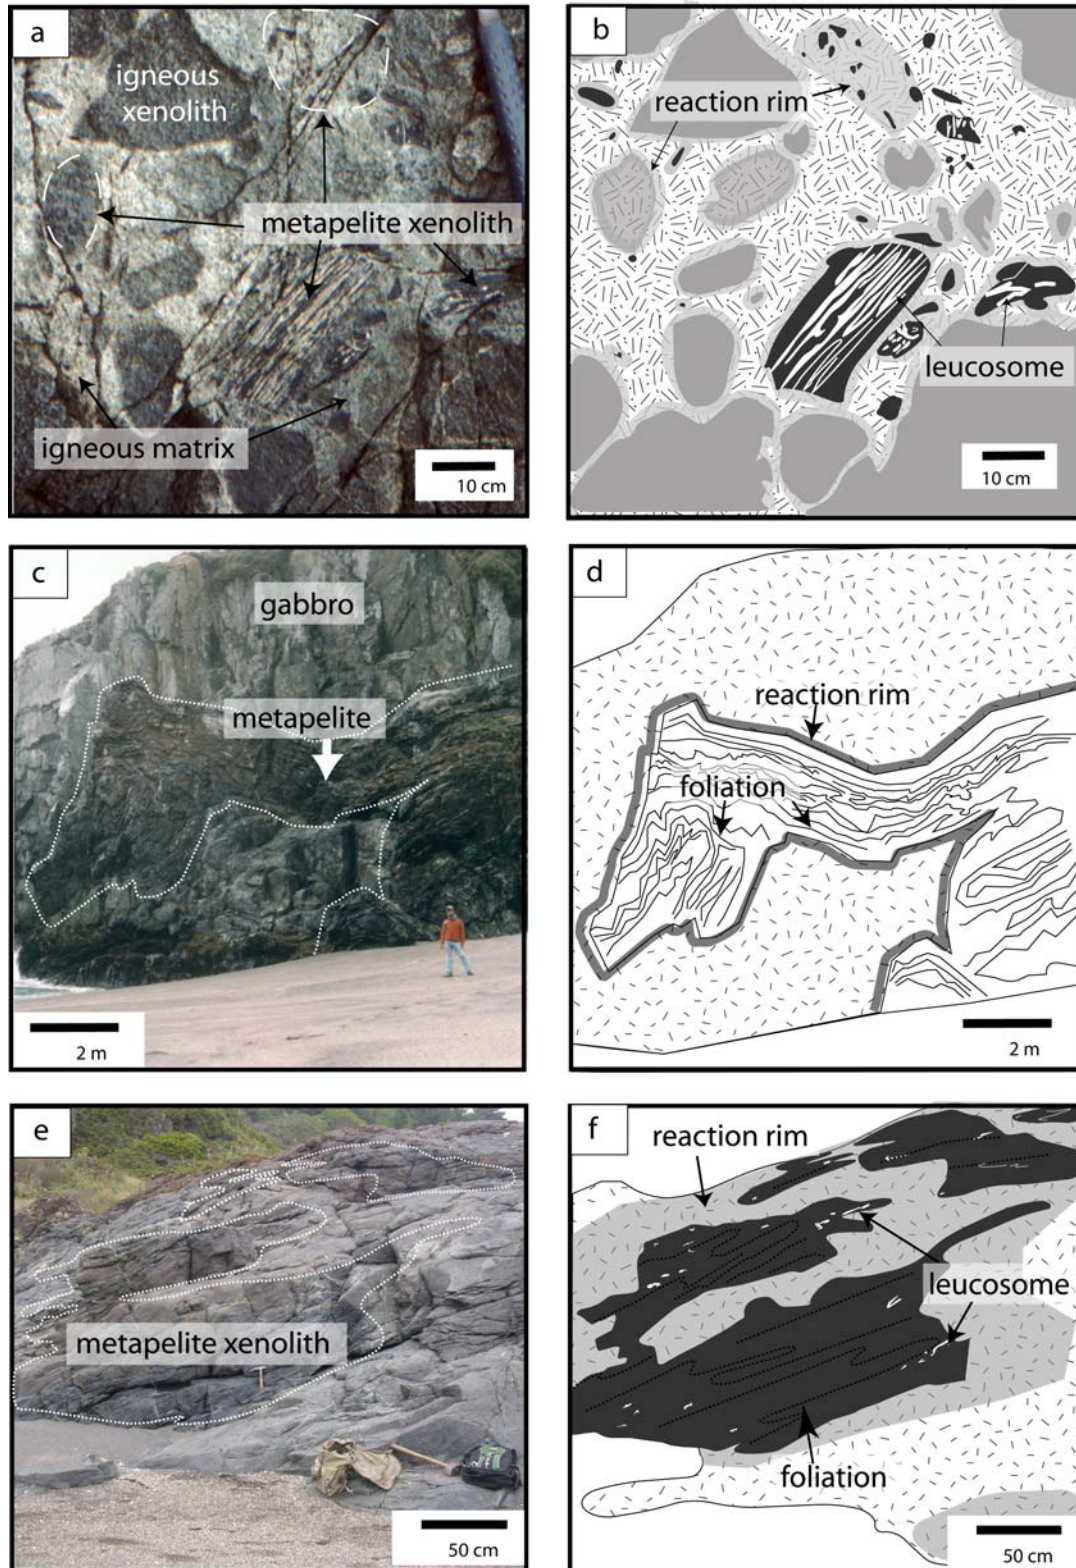 a
igneous
xenolith
metapelite xenolith
igneous matrix
10 cm
b
reaction rim
leucosome
10 cm
c
gabbro
metapelite
2 m
d
reaction rim
foliation
2 m
e
metapelite xenolith
50 cm
f
reaction rim
leucosome
foliation
50 cm